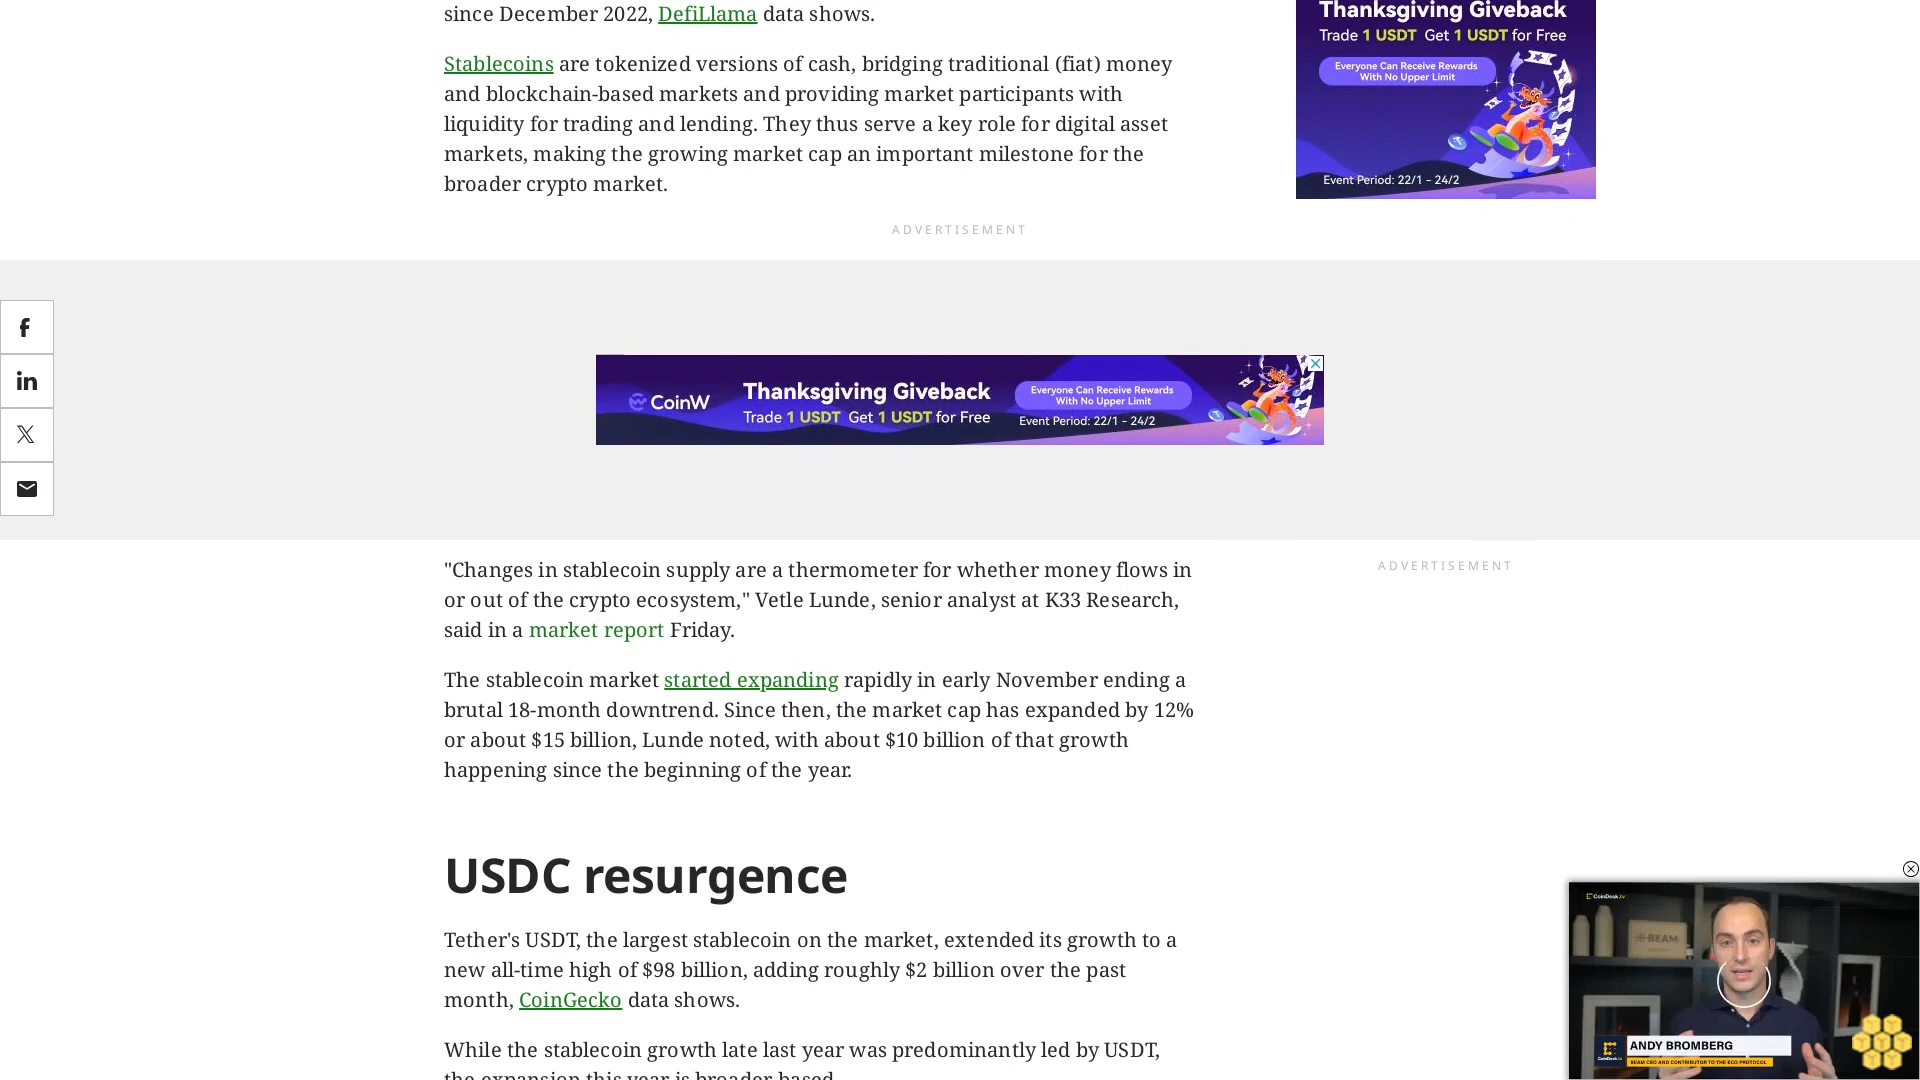 since December 2022, DefiLlama data shows.
Stablecoins are tokenized versions of cash, bridging traditional (fiat) money
and blockchain-based markets and providing market participants with
liquidity for trading and lending. They thus serve a key role for digital asset
markets, making the growing market cap an important milestone for the
broader crypto market.
Thanksgiving Giveback
Trade 1 USDT Get 1 USDT for Free
Everyone Can Receive Rewards
With No Upper Limit
Event Period: 22/1 - 24/2
ADVERTISEMENT
CoinW
Thanksgiving Giveback
Trade 1 USDT Get 1 USDT for Free
Everyone Can Receive Rewards
With No Upper Limit
Event Period: 22/1 - 24/2
"Changes in stablecoin supply are a thermometer for whether money flows in
or out of the crypto ecosystem," Vetle Lunde, senior analyst at K33 Research,
said in a market report Friday.
ADVERTISEMENT
The stablecoin market started expanding rapidly in early November ending a
brutal 18-month downtrend. Since then, the market cap has expanded by 12%
or about $15 billion, Lunde noted, with about $10 billion of that growth
happening since the beginning of the year.
USDC resurgence
Tether's USDT, the largest stablecoin on the market, extended its growth to a
new all-time high of $98 billion, adding roughly $2 billion over the past
month, CoinGecko data shows.
While the stablecoin growth late last year was predominantly led by USDT,
the expansion this year is broader based
CoinDesk.tv
BEAM
ANDY BROMBERG
BEAM CEO AND CONTRIBUTOR TO THE ECO PROTOCOL
CoinDesk.tv